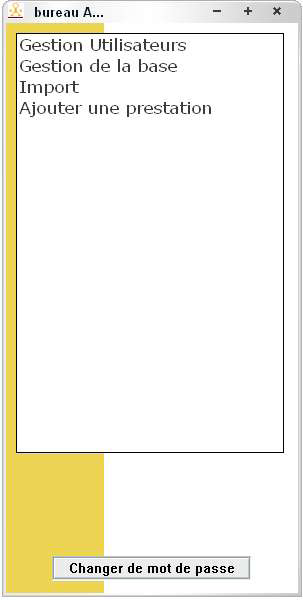 bureau A...
Gestion Utilisateurs
Gestion de la base
Import
Ajouter une prestation
Changer de mot de passe